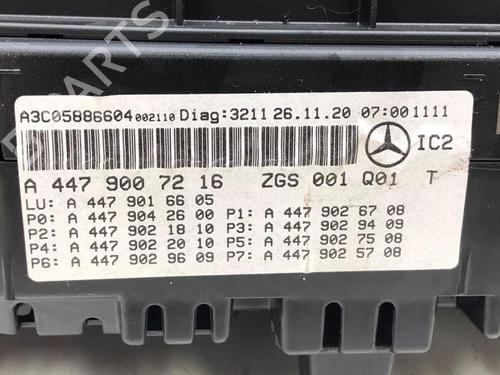 A3C05886604002110 Diag:3211 26.11.20 07:001111
IC2
A 447 900 72 16 ZGS 001 Q01 T
LU: A 447 901 66 05
P0: A 447 904 26 00 P1: A 447 902 67 08
P2: A 447 902 18 10 P3: A 447 902 94 09
P4: A 447 902 20 10 P5: A 447 902 75 08
P6: A 447 902 96 09 P7: A 447 902 57 08